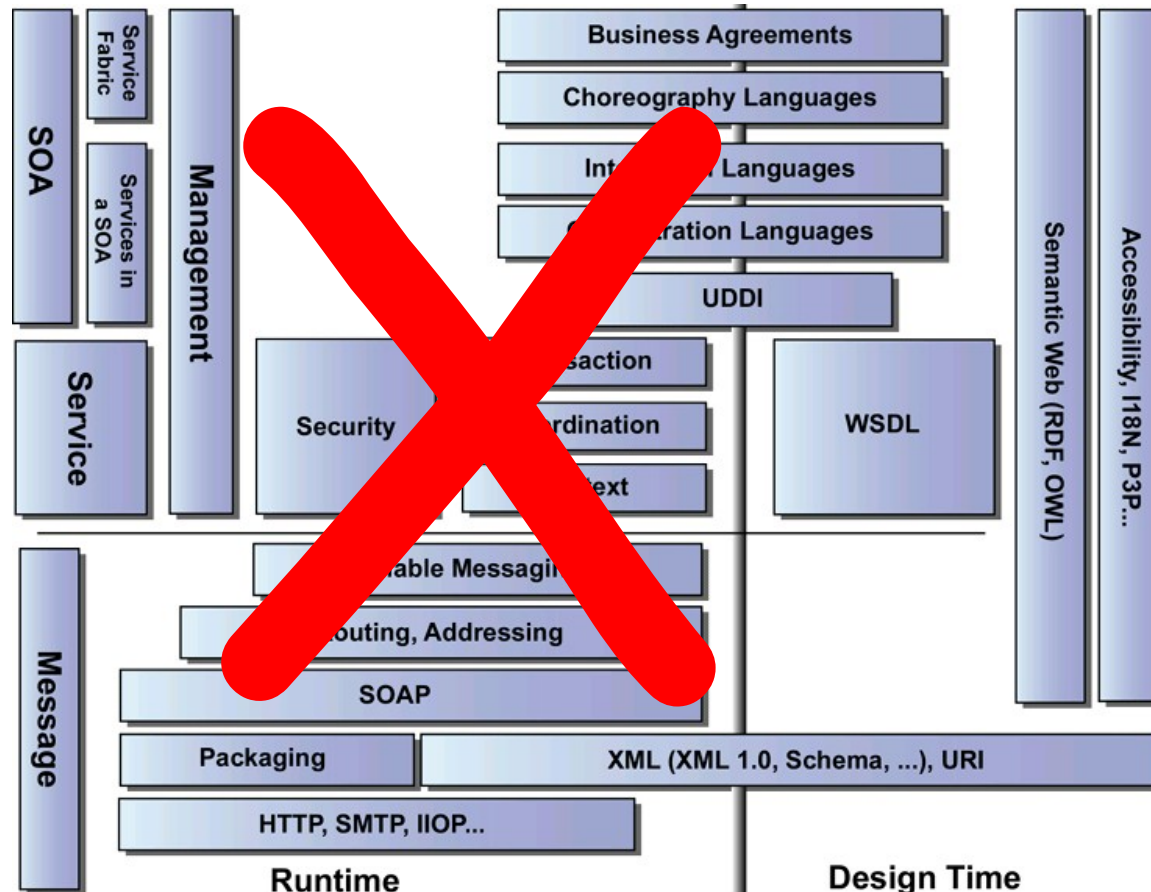 SOA
Service
Fabric
Services in
a SOA
Management
Service
Business Agreements
Choreography Languages
Languages
Languages
UDDI
Security
WSDL
Semantic Web (RDF, OWL)
Accessibility, I18N, P3P...
Message
Routing, Addressing
SOAP
Packaging
XML (XML 1.0, Schema, ...), URI
HTTP, SMTP, IIOP...
Runtime
Design Time